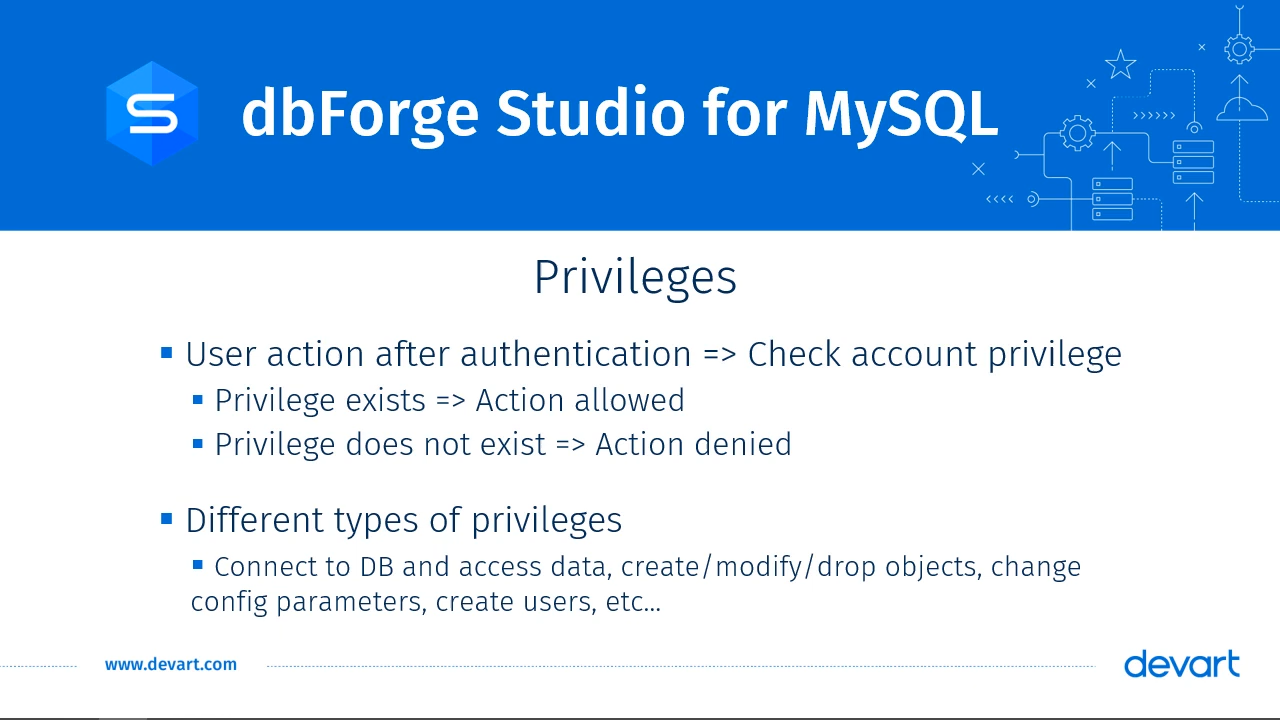 dbForge Studio for MySQL
Privileges
▪ User action after authentication => Check account privilege
▪ Privilege exists => Action allowed
▪ Privilege does not exist => Action denied
▪ Different types of privileges
▪ Connect to DB and access data, create/modify/drop objects, change
config parameters, create users, etc...
www.devart.com
devart